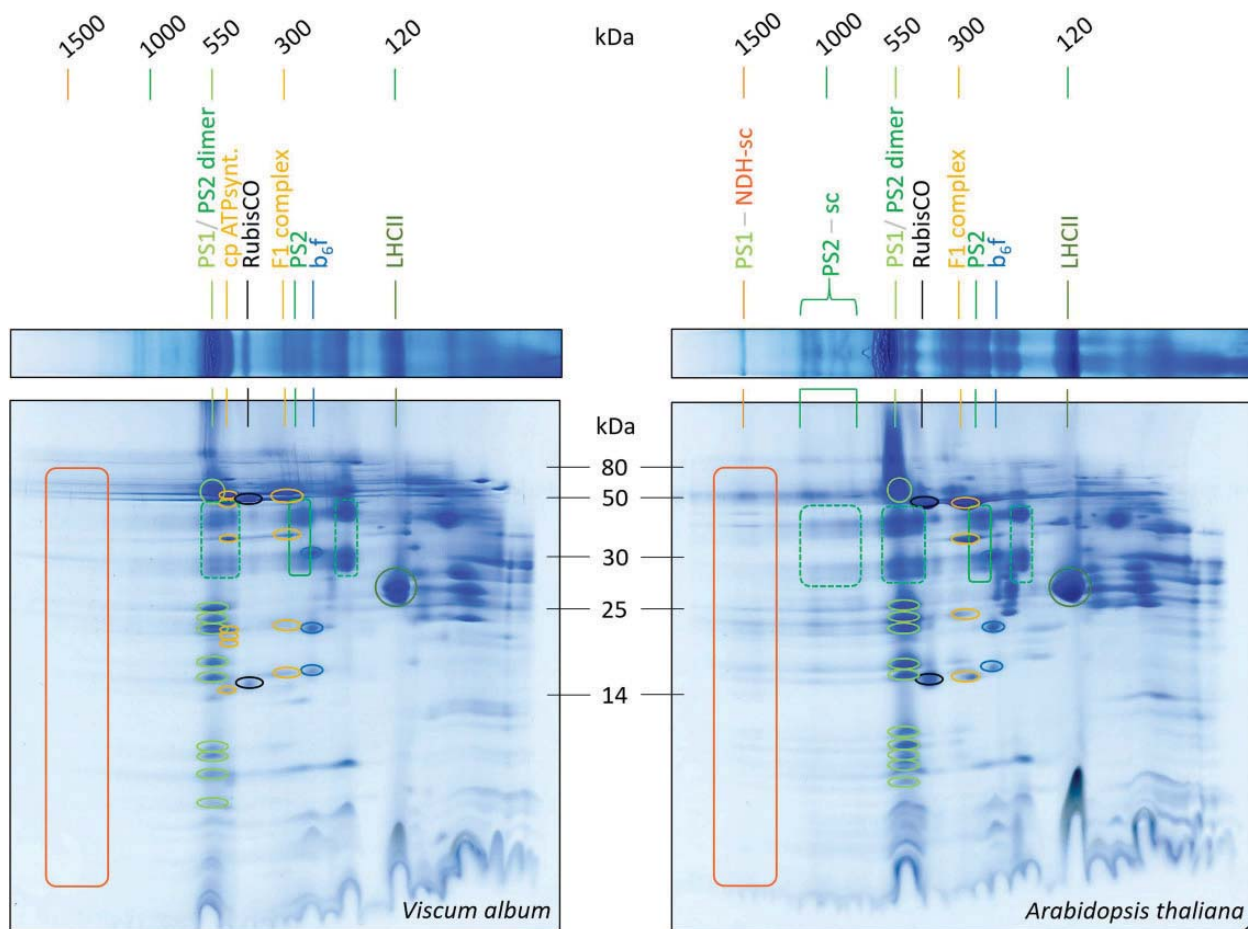 1500 1000 550 300 120 kDa 1500 1000 550 300 120
PS1/ PS2 dimer
cp ATPsynt.
RubisCO
F1 complex
PS2
b₆f
LHCII
PS1 – NDH-sc
PS2 – sc
PS1/ PS2 dimer
RubisCO
F1 complex
PS2
b₆f
LHCII
kDa
80
50
30
25
14
Viscum album
Arabidopsis thaliana